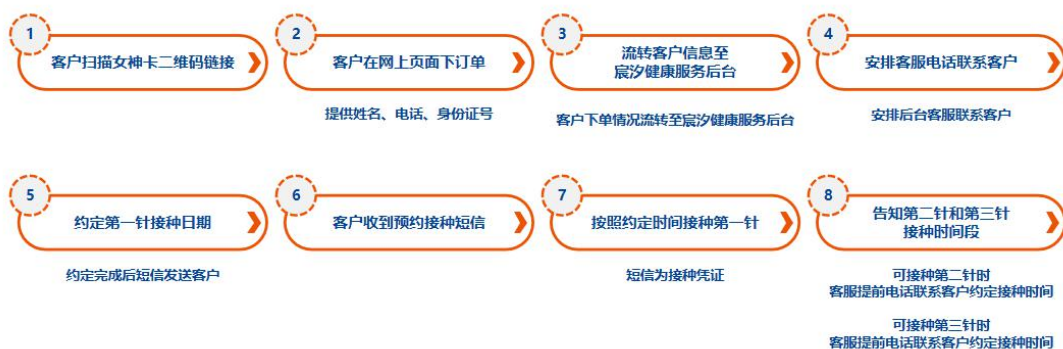 1
客户扫描女神卡二维码链接
2
客户在网上页面下订单
提供姓名、电话、身份证号
3
流转客户信息至
宸汐健康服务后台
客户下单情况流转至宸汐健康服务后台
4
安排客服电话联系客户
安排后台客服联系客户
5
约定第一针接种日期
约定完成后短信发送客户
6
客户收到预约接种短信
7
按照约定时间接种第一针
短信为接种凭证
8
告知第二针和第三针
接种时间段
可接种第二针时
客服提前电话联系客户约定接种时间
可接种第三针时
客服提前电话联系客户约定接种时间